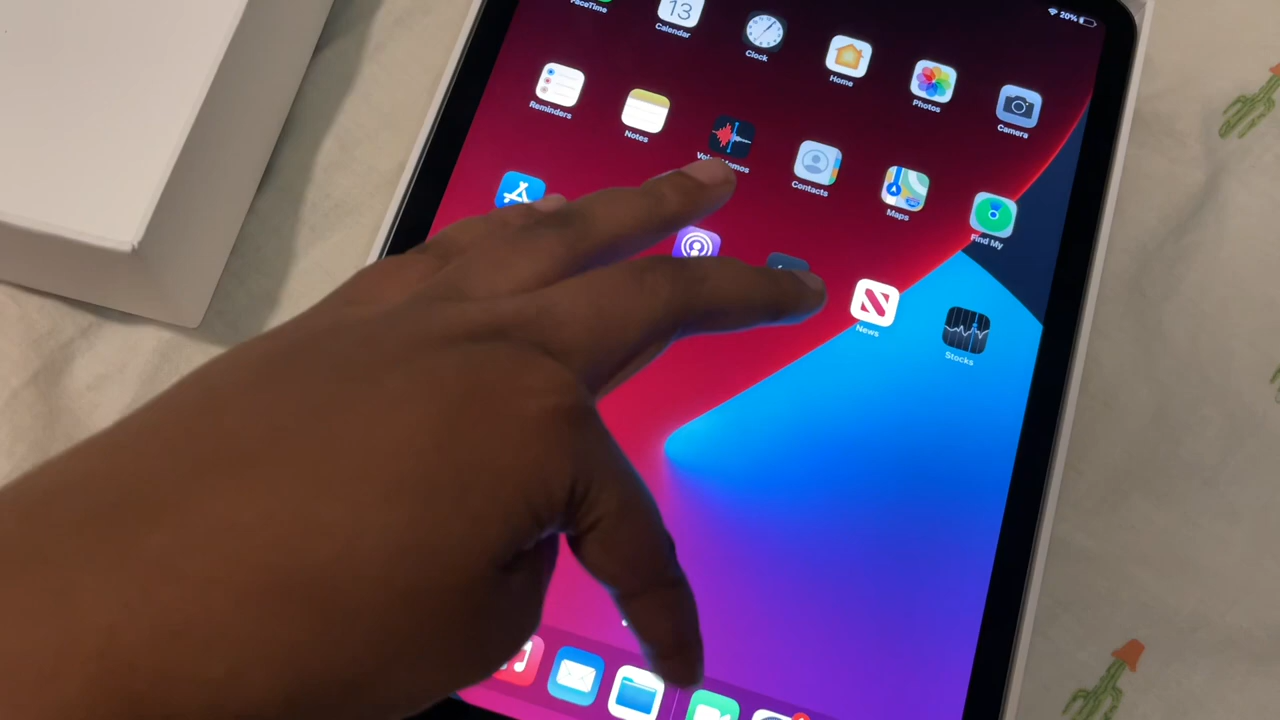 FaceTime
13
Calendar
Clock
Home
Photos
Camera
20%
Reminders
Notes
Contacts
Maps
Find My
News
Stocks